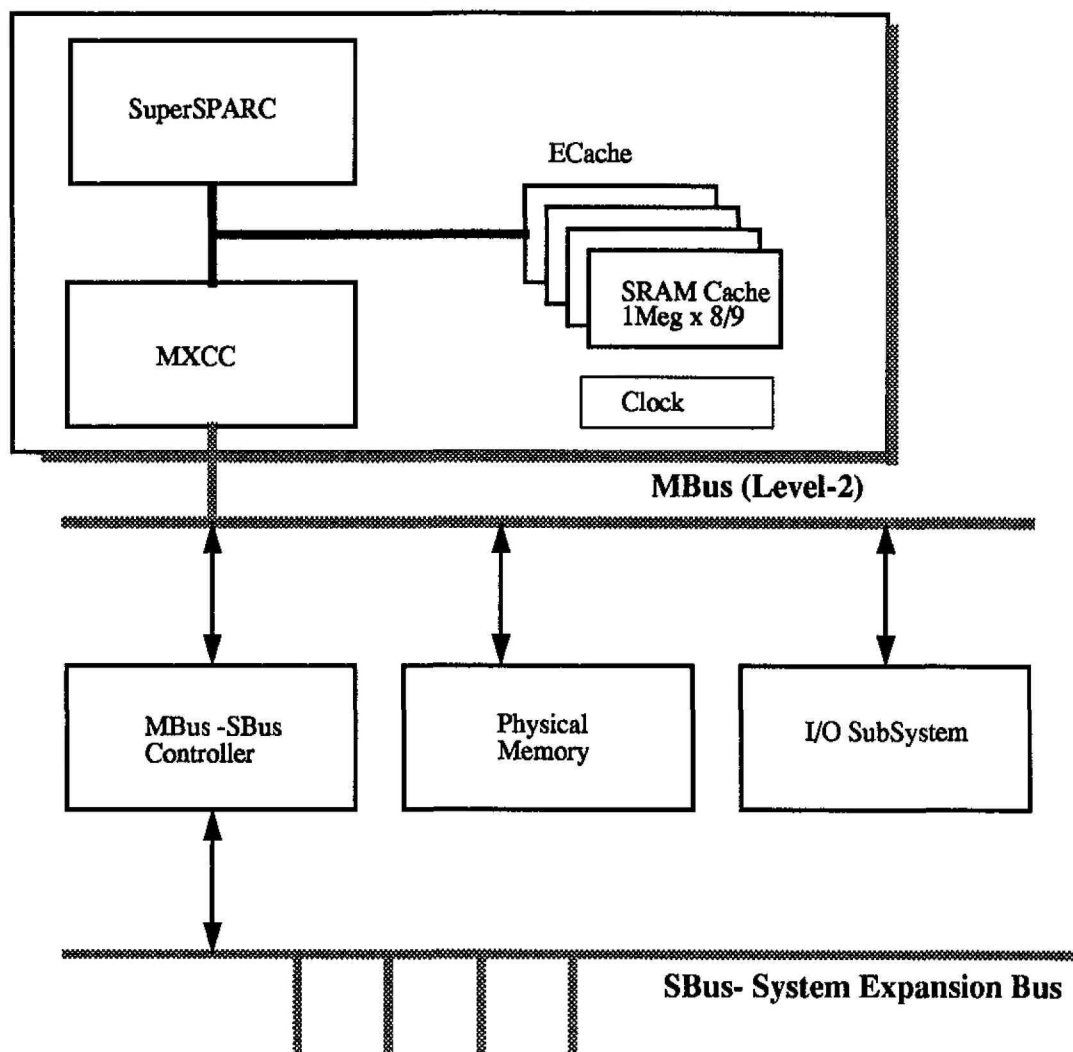 SuperSPARC
ECache
SRAM Cache
1Meg x 8/9
MXCC
Clock
MBus (Level-2)
MBus -SBus
Controller
Physical
Memory
I/O SubSystem
SBus- System Expansion Bus